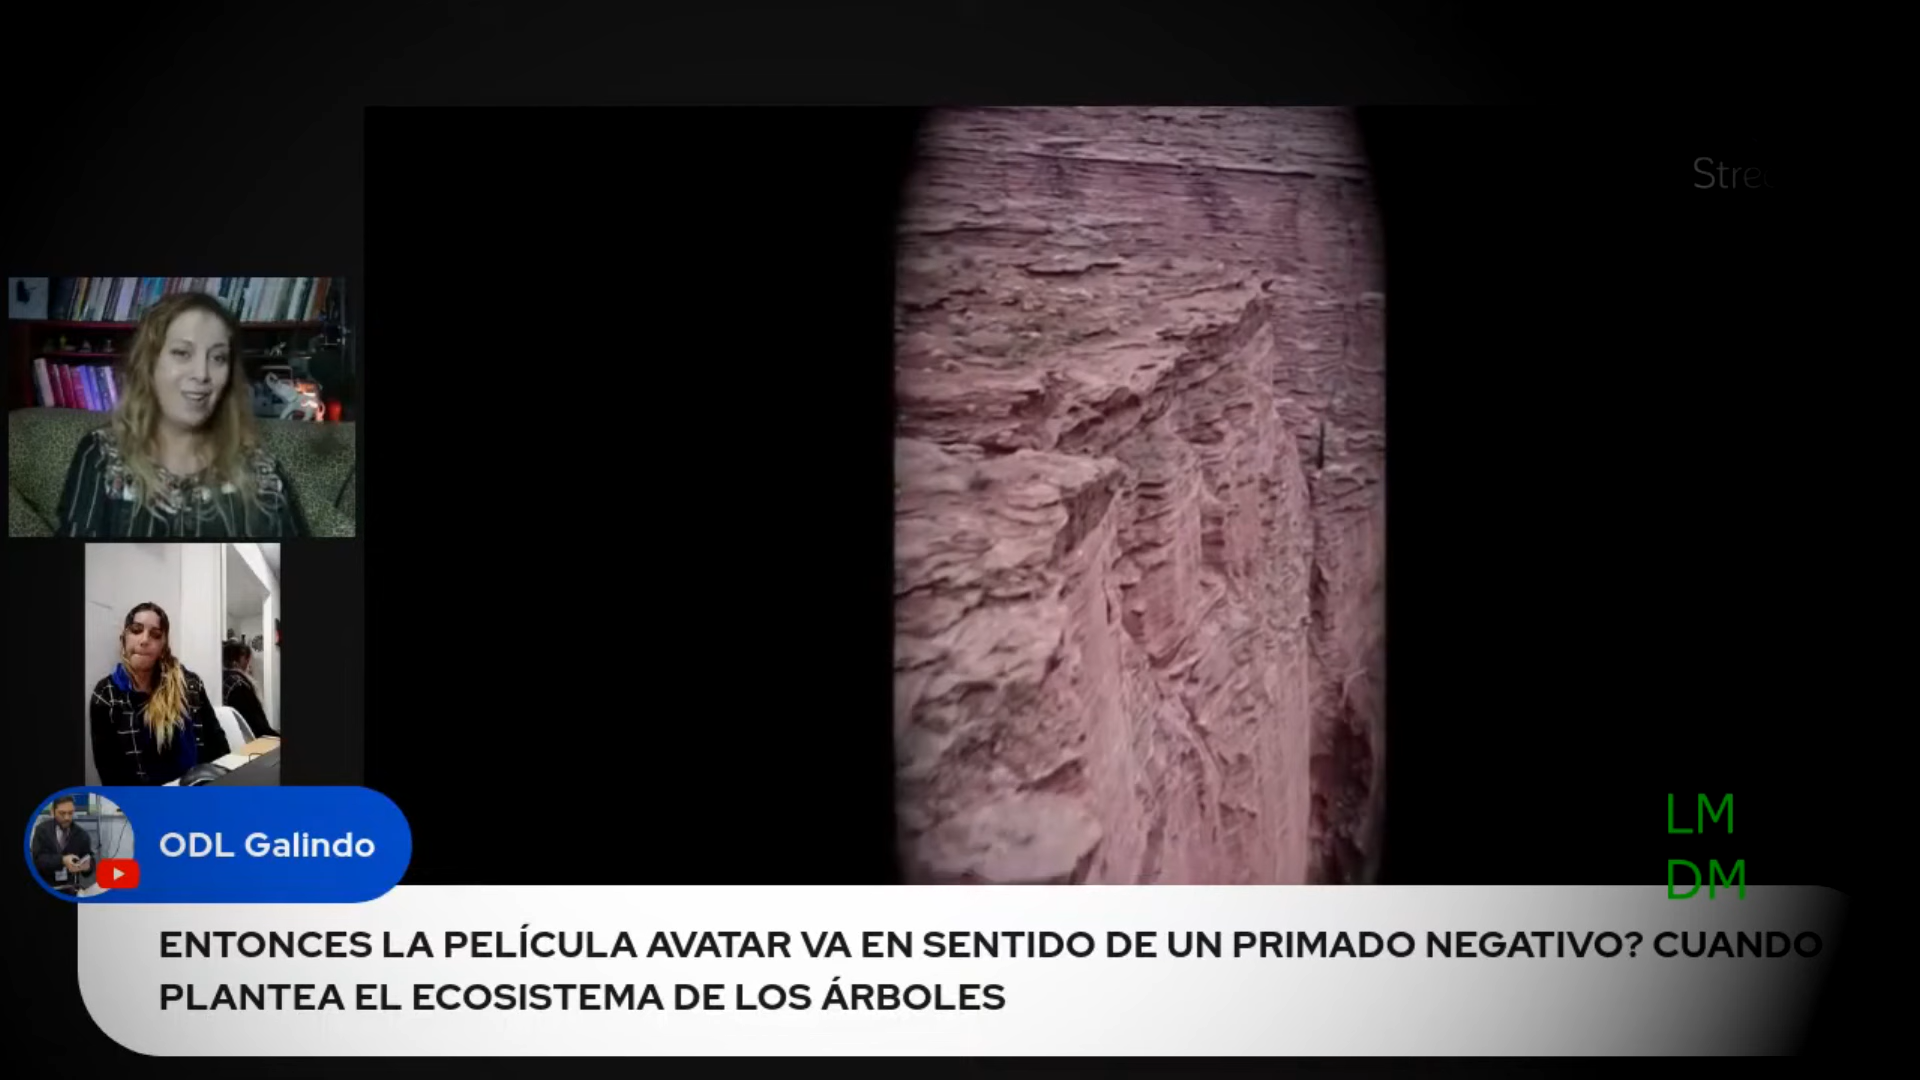 Stre
LM
DM
ODL Galindo
ENTONCES LA PELÍCULA AVATAR VA EN SENTIDO DE UN PRIMADO NEGATIVO? CUANDO
PLANTEA EL ECOSISTEMA DE LOS ÁRBOLES